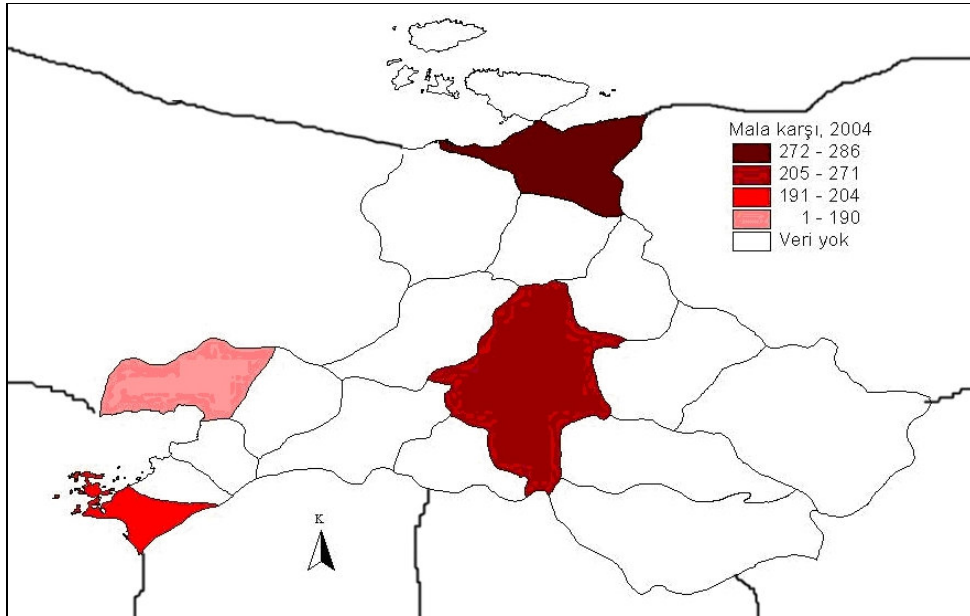 Mala karşı, 2004
272 - 286
205 - 271
191 - 204
1 - 190
Veri yok
K